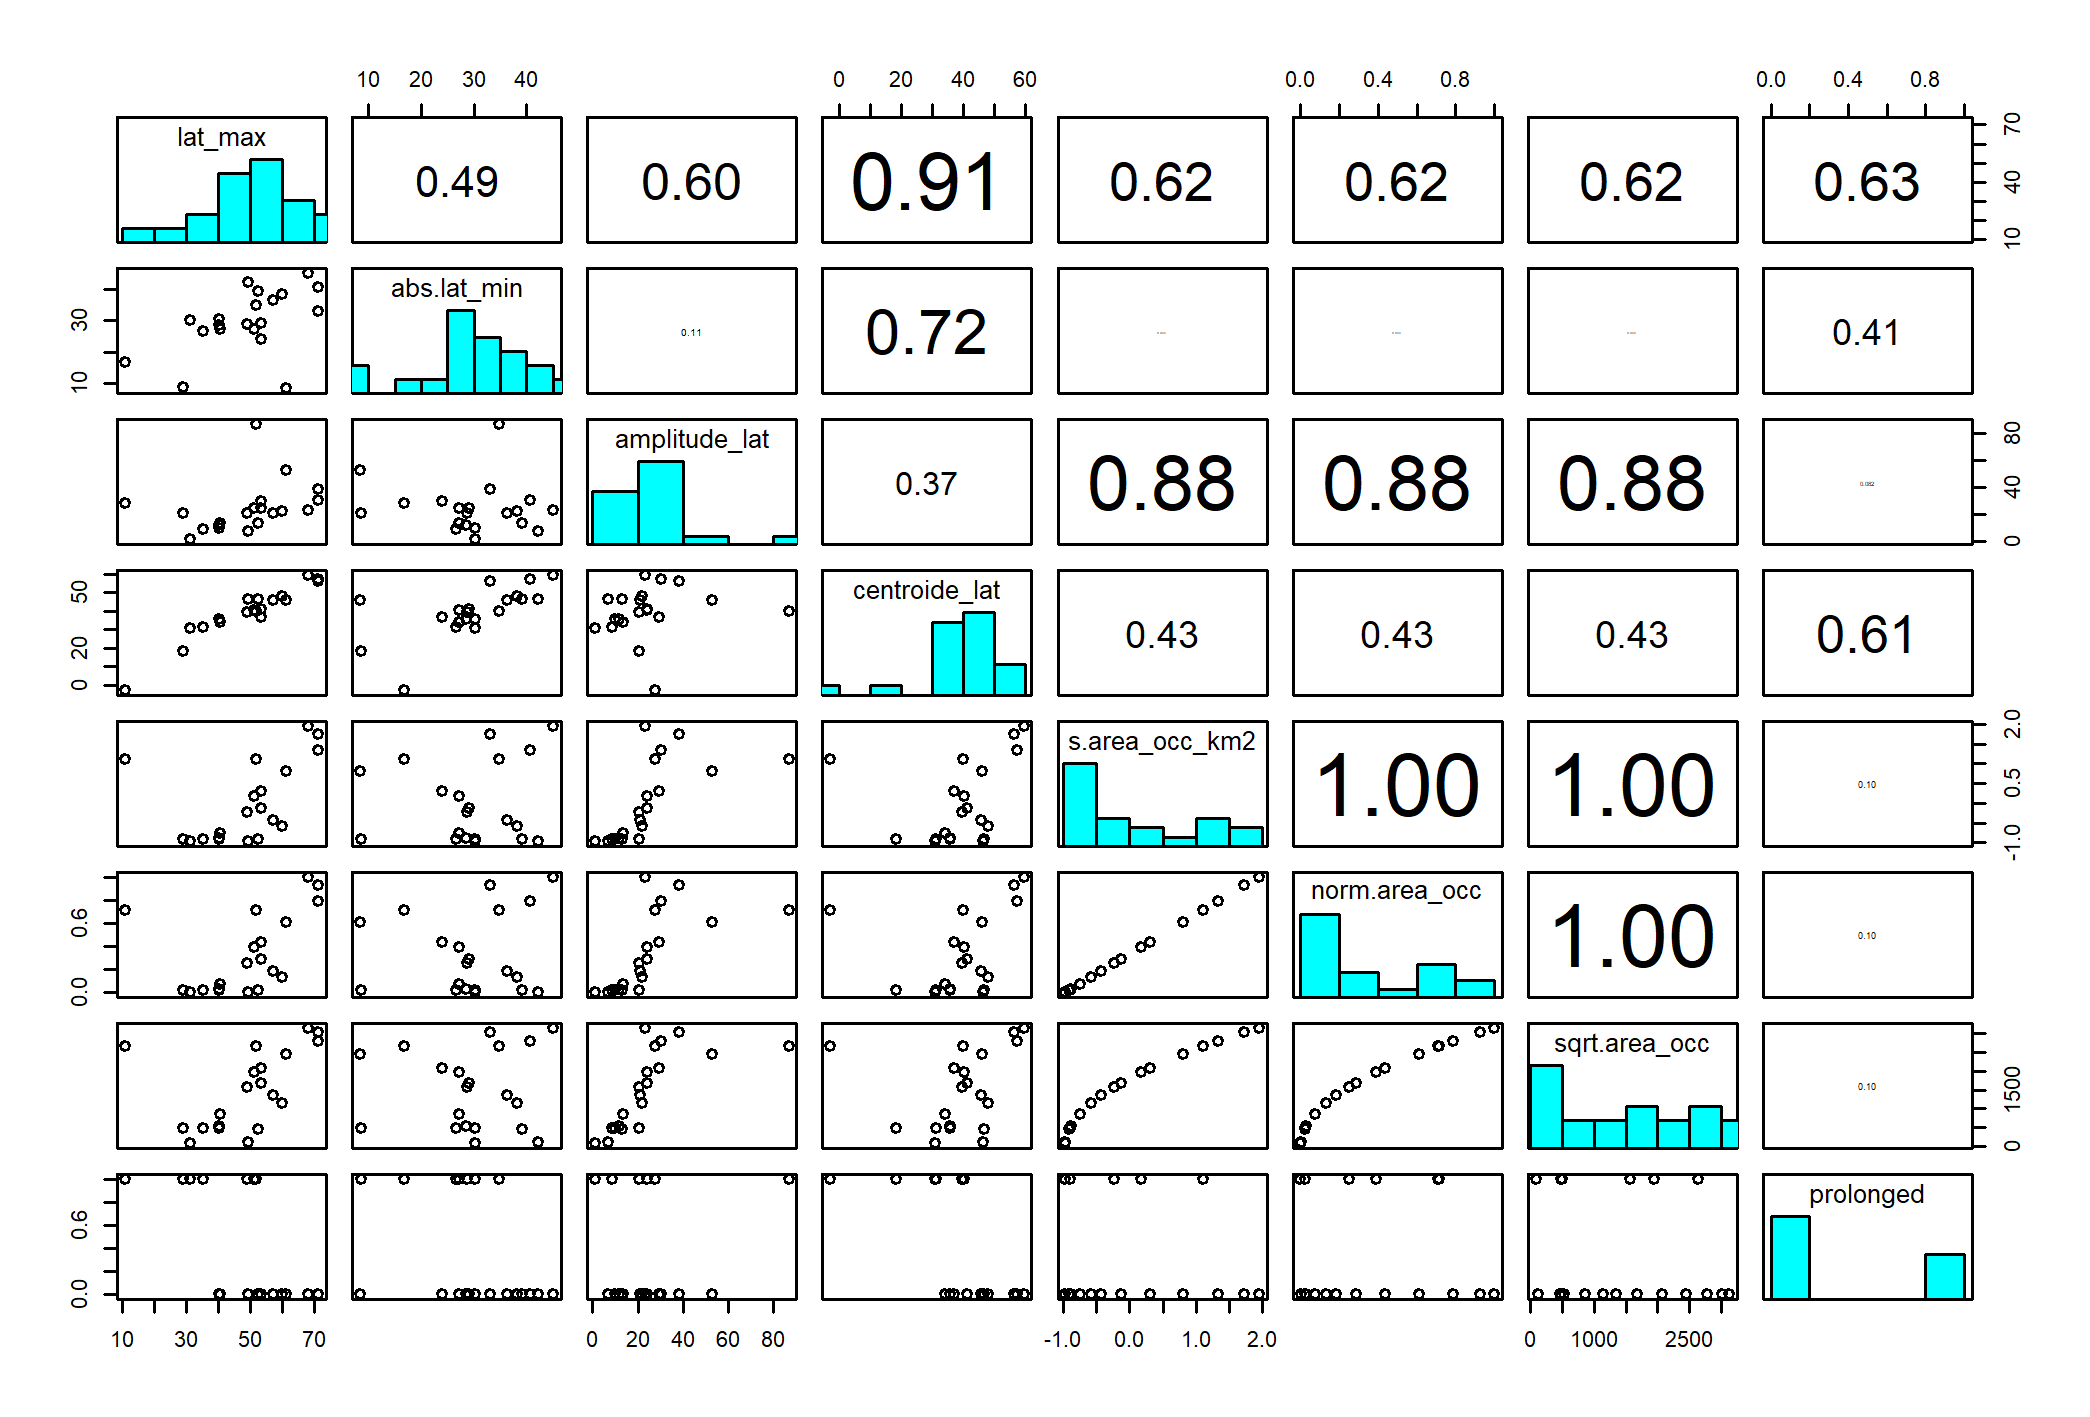 10 20 30 40 0 20 40 60 0.0 0.4 0.8 0.0 0.4 0.8
lat_max 0.49 0.60 0.91 0.62 0.62 0.62 0.63 10 40 70
10 30 abs.lat_min 0.11 0.72 0.41
amplitude_lat 0.37 0.88 0.88 0.88 0.082 0 40 80
0 20 50 centroide_lat 0.43 0.43 0.43 0.61
s.area_occ_km2 1.00 1.00 0.10 -1.0 0.5 2.0
0.0 0.6 norm.area_occ 1.00 0.10
sqrt.area_occ 0.10 0 1500
0.0 0.6 prolonged
10 30 50 70 0 20 40 60 80 -1.0 0.0 1.0 2.0 0 1000 2500